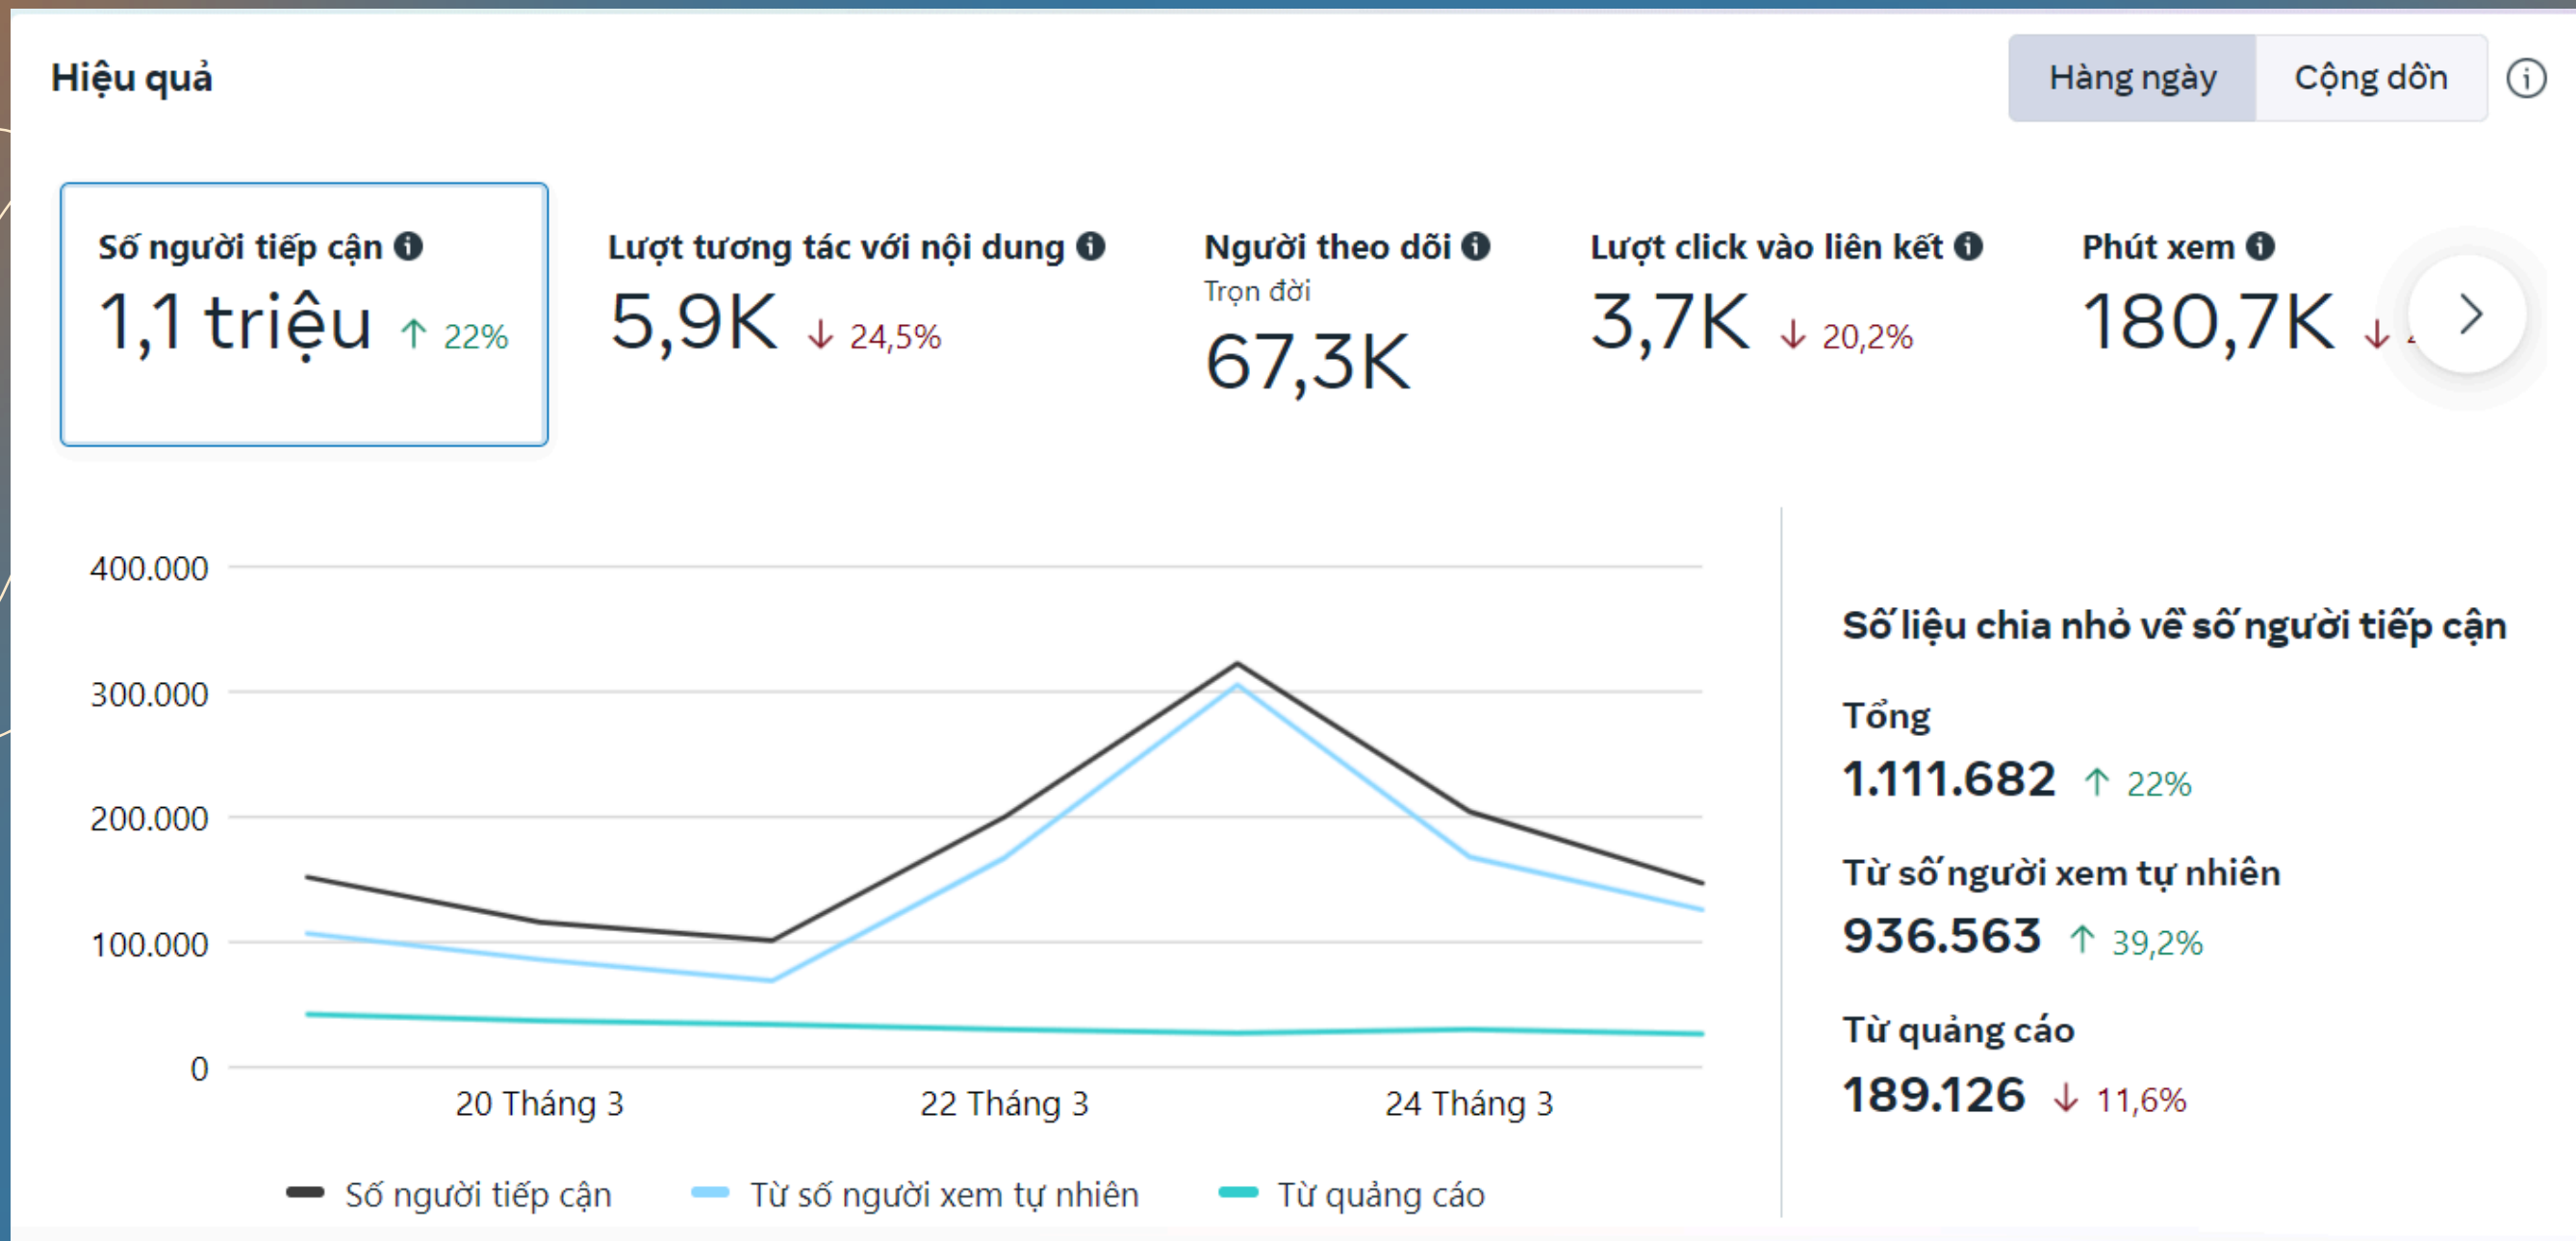 Hiệu quả
Hàng ngày
Cộng dồn
Số người tiếp cận
1,1 triệu ↑ 22%
Lượt tương tác với nội dung
5,9K ↓ 24,5%
Người theo dõi
Trọn đời
67,3K
Lượt click vào liên kết
3,7K ↓ 20,2%
Phút xem
180,7K ↓
400.000
300.000
200.000
100.000
0
20 Tháng 3
22 Tháng 3
24 Tháng 3
Số người tiếp cận
Từ số người xem tự nhiên
Từ quảng cáo
Số liệu chia nhỏ về số người tiếp cận
Tổng
1.111.682 ↑ 22%
Từ số người xem tự nhiên
936.563 ↑ 39,2%
Từ quảng cáo
189.126 ↓ 11,6%